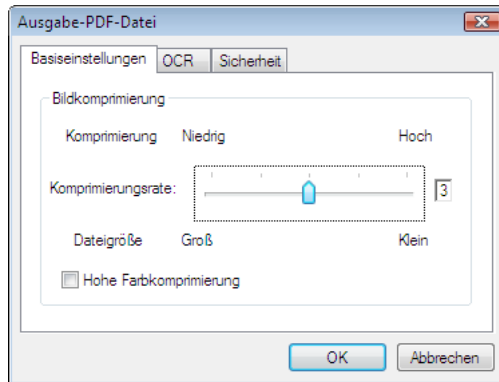 Ausgabe-PDF-Datei
Basiseinstellungen OCR Sicherheit
Bildkomprimierung
Komprimierung Niedrig Hoch
Komprimierungsrate: 3
Dateigröße Groß Klein
Hohe Farbkomprimierung
OK Abbrechen